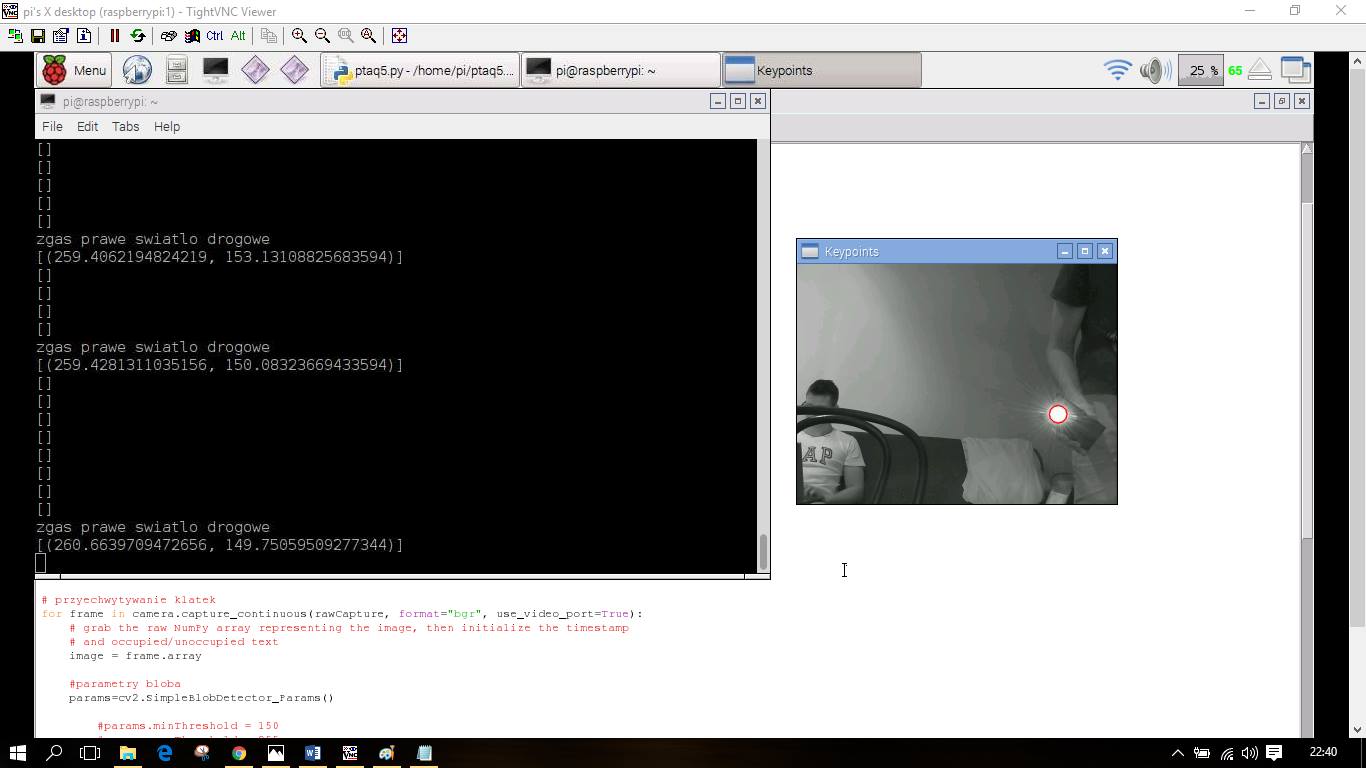 pi's X desktop (raspberrypi:1) - TightVNC Viewer
Ctrl Alt
Menu
ptaq5.py - /home/pi/ptaq5....
pi@raspberrypi: ~
Keypoints
25 %
65
pi@raspberrypi: ~
File Edit Tabs Help
[]
[]
[]
[]
[]
zgas prawe swiatlo drogowe
[(259.4062194824219, 153.13108825683594)]
[]
[]
[]
[]
zgas prawe swiatlo drogowe
[(259.4281311035156, 150.08323669433594)]
[]
[]
[]
[]
[]
[]
[]
[]
zgas prawe swiatlo drogowe
[(260.6639709472656, 149.75059509277344)]
Keypoints
AP
# przyechwytywanie klatek
for frame in camera.capture_continuous(rawCapture, format="bgr", use_video_port=True):
# grab the raw NumPy array representing the image, then initialize the timestamp
# and occupied/unoccupied text
image = frame.array
#parametry bloba
params=cv2.SimpleBlobDetector_Params()
#params.minThreshold = 150
22:40